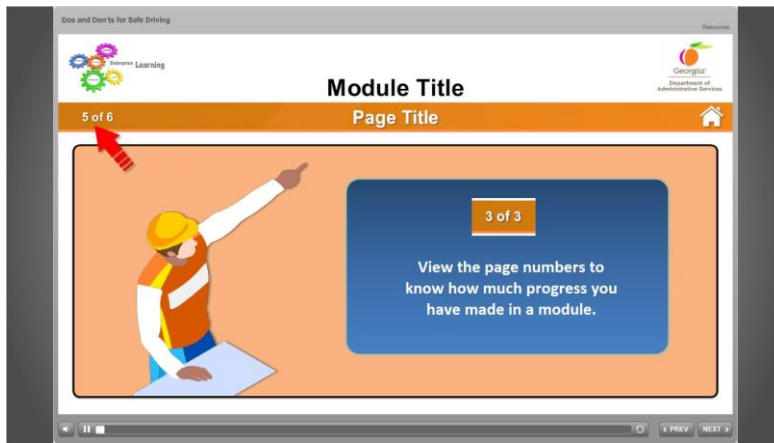 Dos and Don'ts for Safe Driving
Resources
Enterprise Learning
Georgia
Department of
Administrative Services
Module Title
5 of 6
Page Title
3 of 3
View the page numbers to
know how much progress you
have made in a module.
< PREV
NEXT >